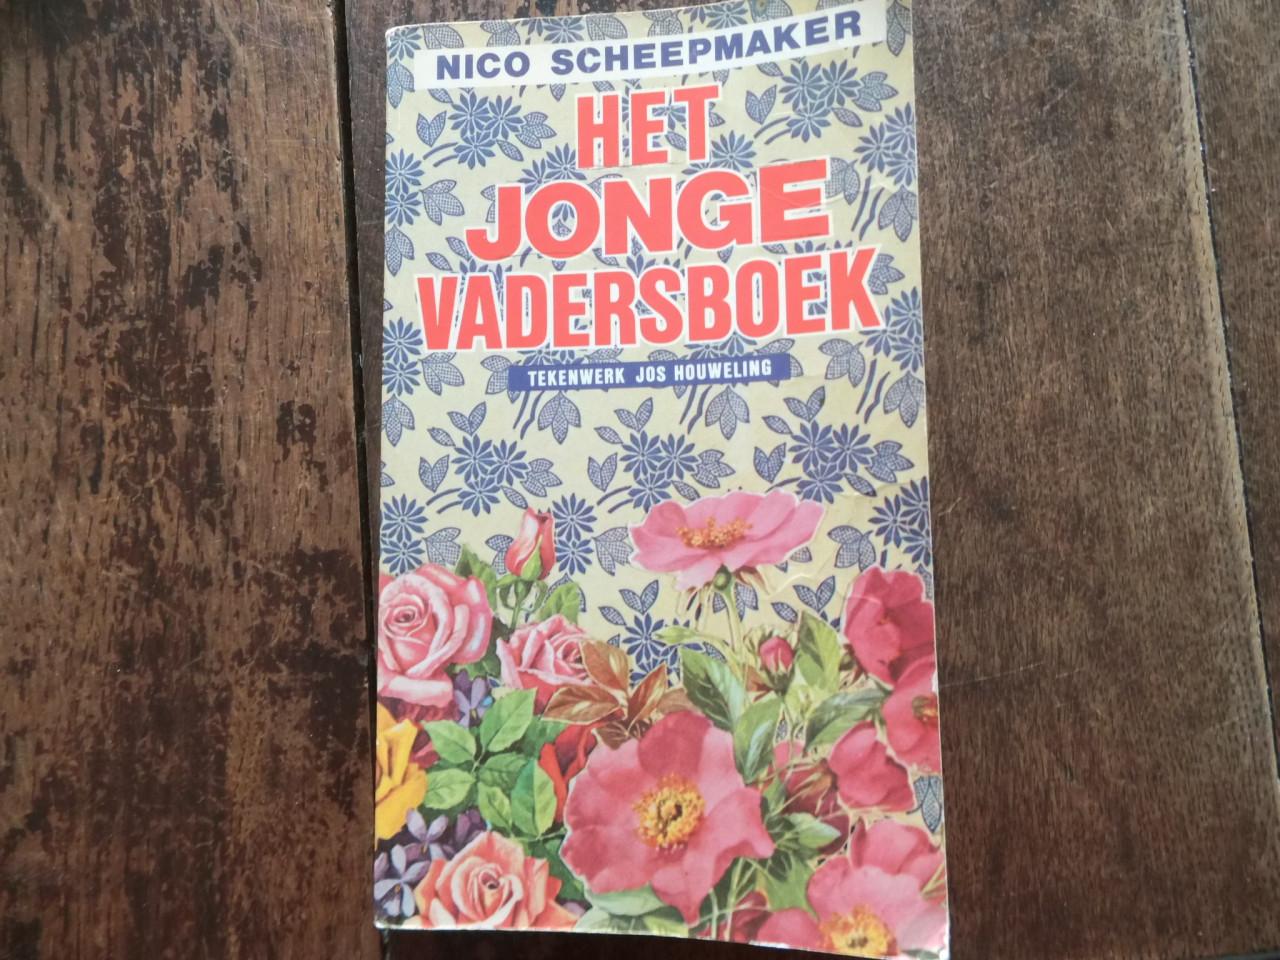 NICO SCHEEPMAKER
HET
JONGE
VADERSBOEK
TEKENWERK JOS HOUWELING